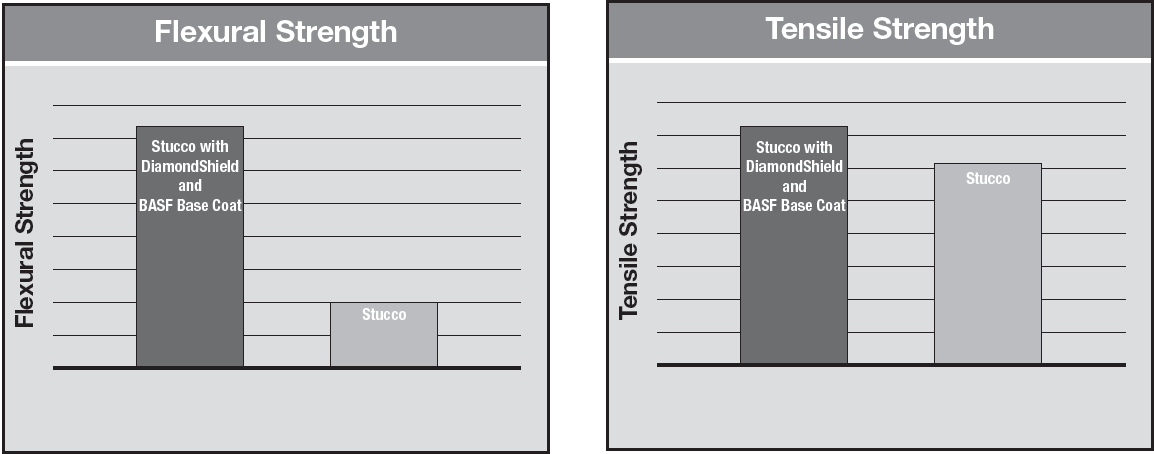 Flexural Strength
Flexural Strength
Stucco with
DiamondShield
and
BASF Base Coat
Stucco
Tensile Strength
Tensile Strength
Stucco with
DiamondShield
and
BASF Base Coat
Stucco